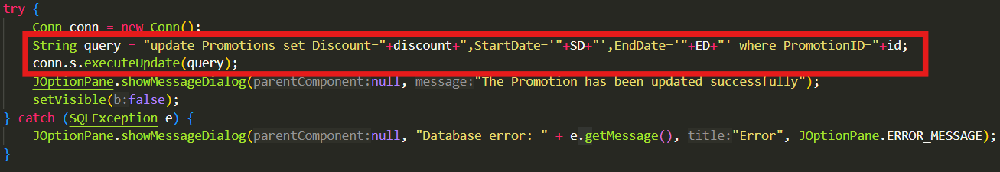 try {
Conn conn = new Conn();
String query = "update Promotions set Discount="+discount+",StartDate='"+SD+"',EndDate='"+ED+"' where PromotionID="+id;
conn.s.executeUpdate(query);
JOptionPane.showMessageDialog(parentComponent:null, message:"The Promotion has been updated successfully");
setVisible(b:false);
} catch (SQLException e) {
JOptionPane.showMessageDialog(parentComponent:null, "Database error: " + e.getMessage(), title:"Error", JOptionPane.ERROR_MESSAGE);
}